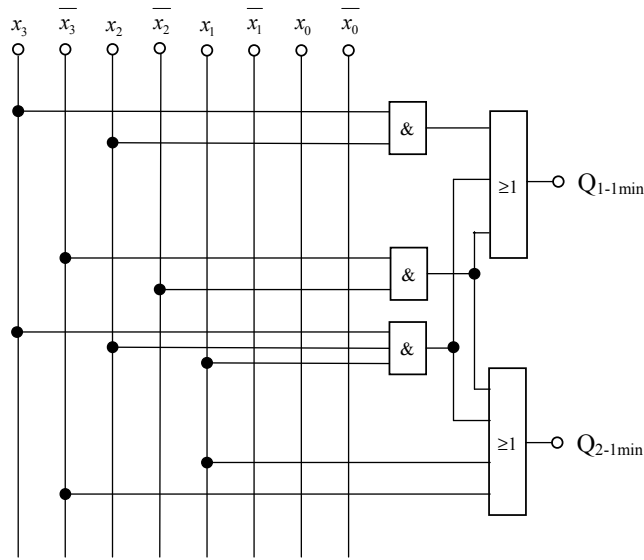 x₃ x̅₃ x₂ x̅₂ x₁ x̅₁ x₀ x̅₀
&
≥1
Q₁₋₁ₘᵢₙ
&
&
≥1
Q₂₋₁ₘᵢₙ